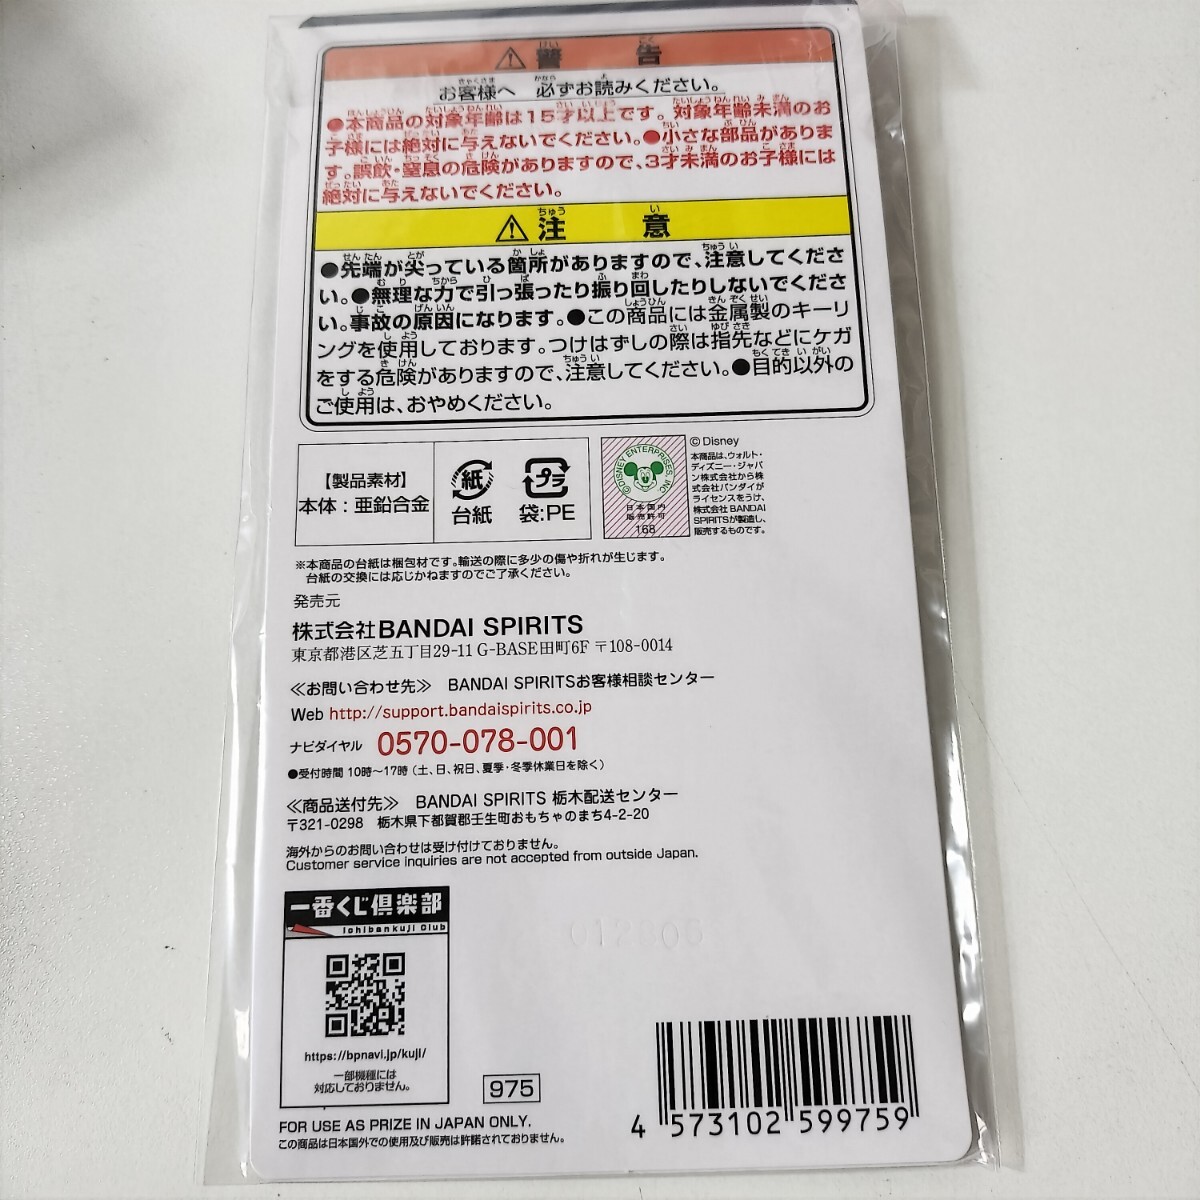 ⚠警告
お客様へ 必ずお読みください。
●本商品の対象年齢は15才以上です。対象年齢未満のお
子様には絶対に与えないでください。●小さな部品がありま
す。誤飲・窒息の危険がありますので、3才未満のお子様には
絶対に与えないでください。
⚠注意
●先端が尖っている箇所がありますので、注意してくださ
い。●無理な力で引っ張ったり振り回したりしないでくださ
い。事故の原因になります。●この商品には金属製のキーリ
ングを使用しております。つけはずしの際は指先などにケガ
をする危険がありますので、注意してください。●目的以外の
ご使用は、おやめください。
【製品素材】
本体：亜鉛合金
紙
台紙
プラ
袋:PE
©DISNEY ENTERPRISES, INC
日本国内
販売許可
168
©Disney
本商品は、ウォルト・
ディズニー・ジャパ
ン株式会社から株
式会社バンダイが
ライセンスをうけ、
株式会社BANDAI
SPIRITSが製造し、
販売するものです。
※本商品の台紙は梱包材です。輸送の際に多少の傷や折れが生じます。
台紙の交換には応じかねますのでご了承ください。
発売元
株式会社BANDAI SPIRITS
東京都港区芝五丁目29-11 G-BASE田町6F 〒108-0014
≪お問い合わせ先≫ BANDAI SPIRITSお客様相談センター
Web http://support.bandaispirits.co.jp
ナビダイヤル 0570-078-001
●受付時間 10時～17時（土、日、祝日、夏季・冬季休業日を除く）
≪商品送付先≫ BANDAI SPIRITS 栃木配送センター
〒321-0298 栃木県下都賀郡壬生町おもちゃのまち4-2-20
海外からのお問い合わせは受け付けておりません。
Customer service inquiries are not accepted from outside Japan.
一番くじ倶楽部
Ichibankuji Club
https://bpnavi.jp/kuji/
一部機種には
対応しておりません。
975
FOR USE AS PRIZE IN JAPAN ONLY.
この商品は日本国外での使用及び販売は許諾されておりません。
4 573102 599759